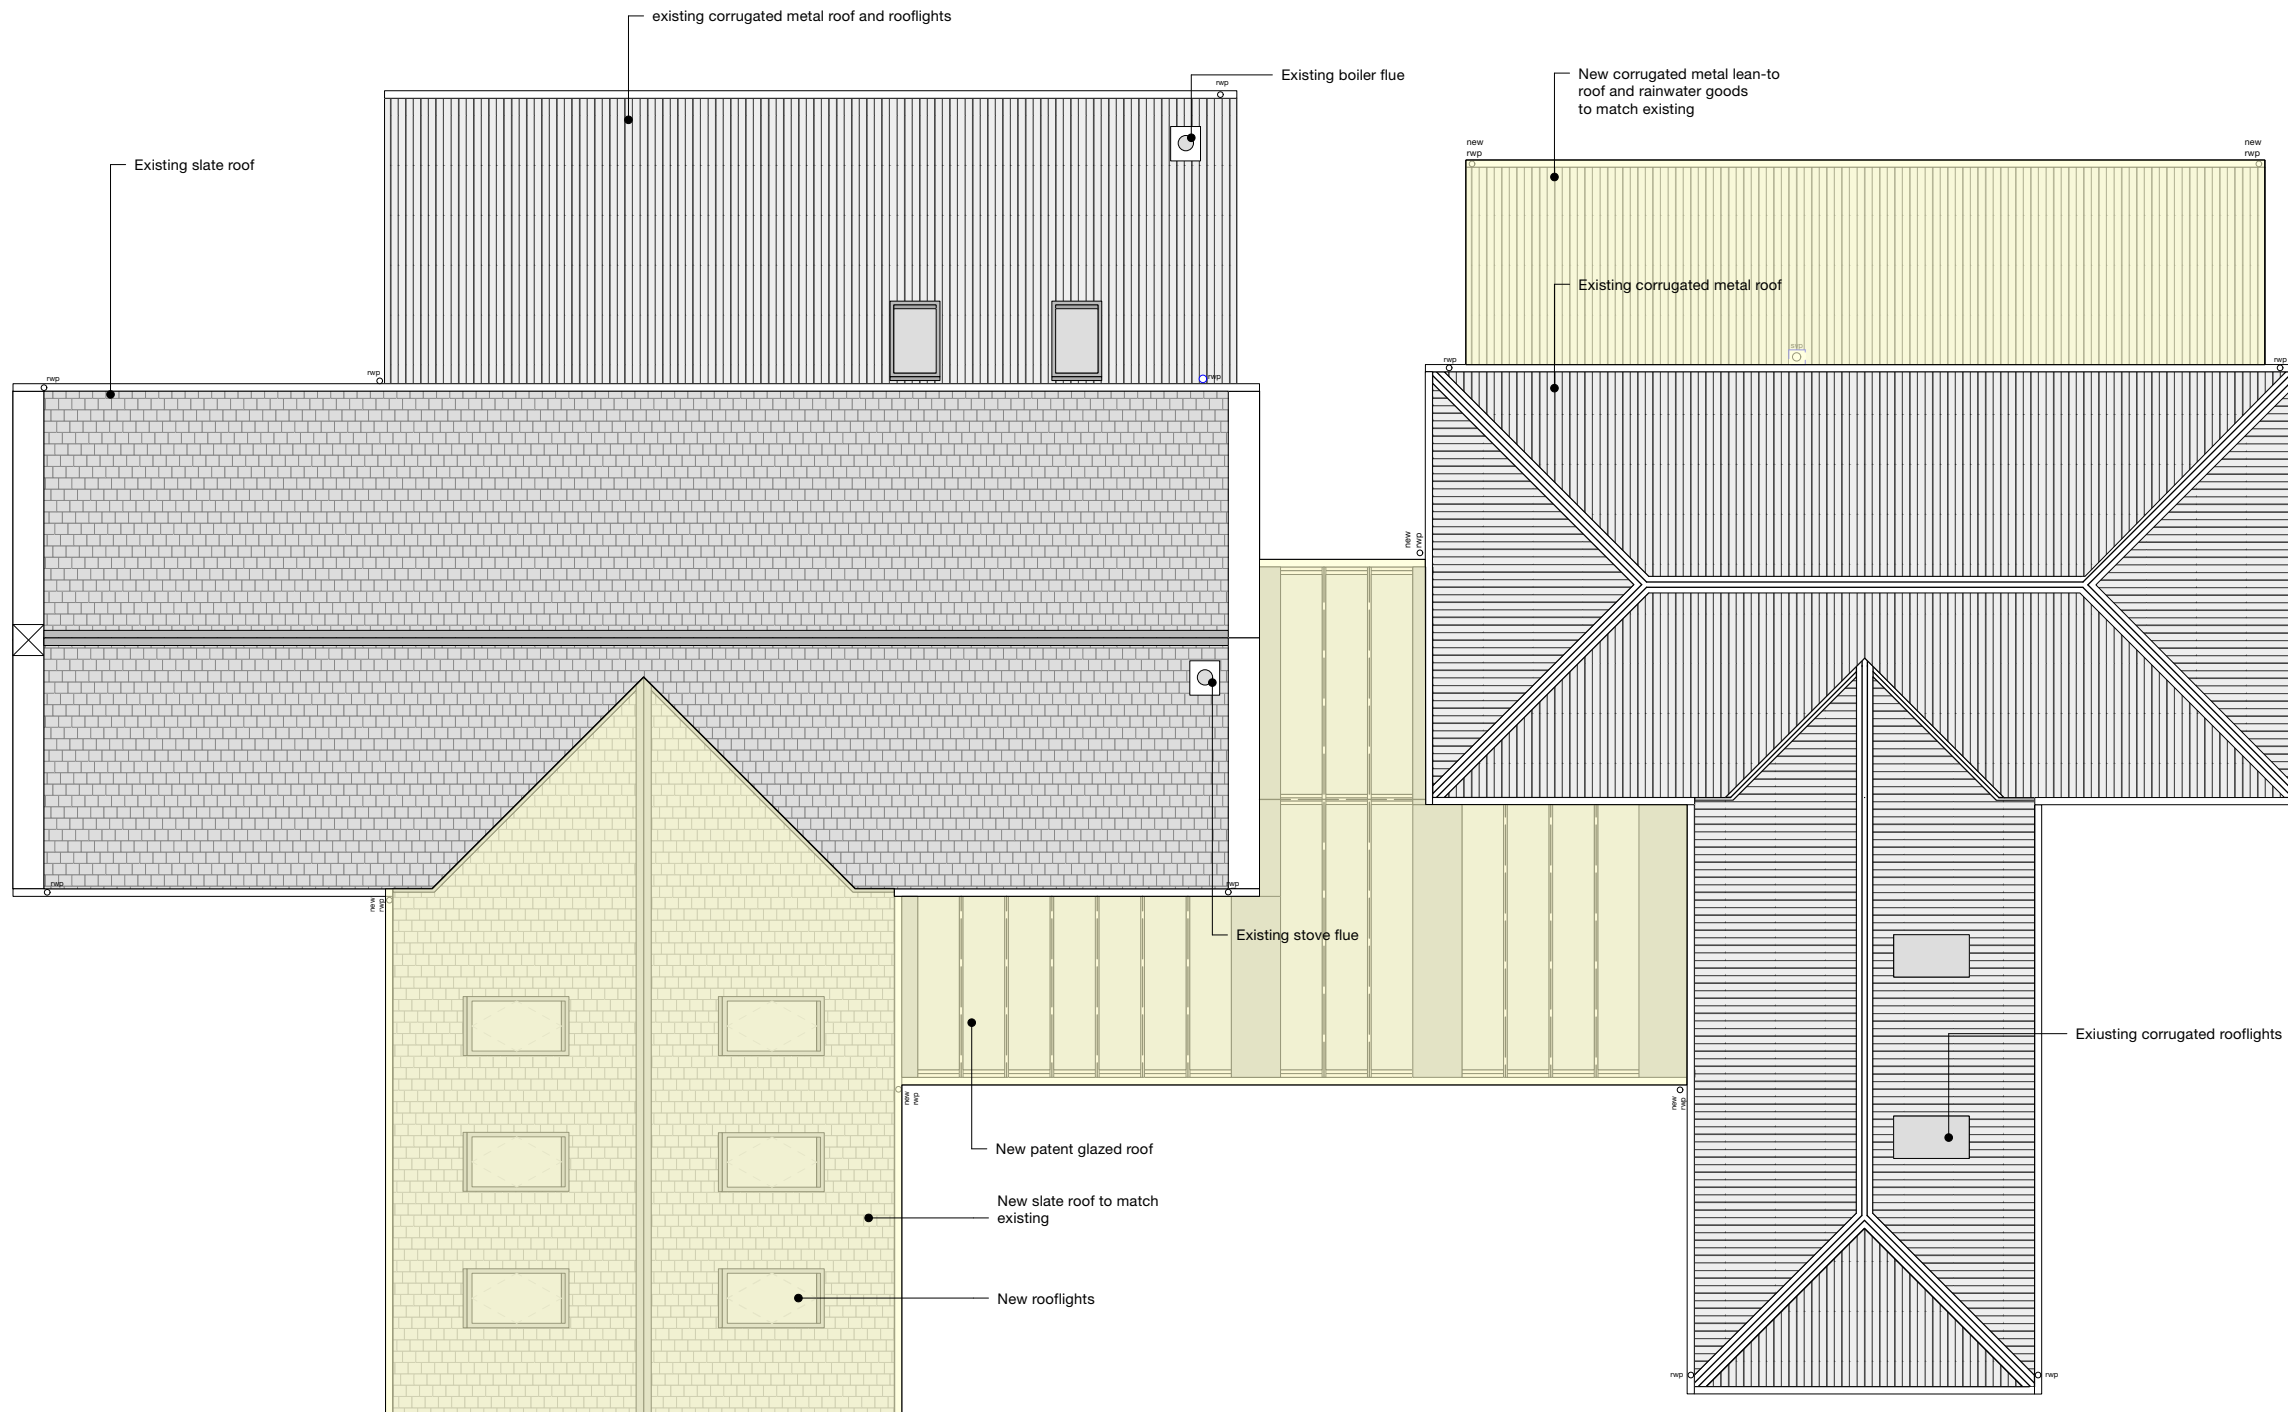 existing corrugated metal roof and rooflights
Existing boiler flue
New corrugated metal lean-to
roof and rainwater goods
to match existing
rwp
new
rwp
new
rwp
Existing slate roof
Existing corrugated metal roof
svp
rwp
rwp
rwp
rwp
rwp
rwp
new
rwp
rwp
rwp
new
rwp
Existing stove flue
Exiusting corrugated rooflights
new
rwp
new
rwp
New patent glazed roof
New slate roof to match
existing
New rooflights
rwp
rwp